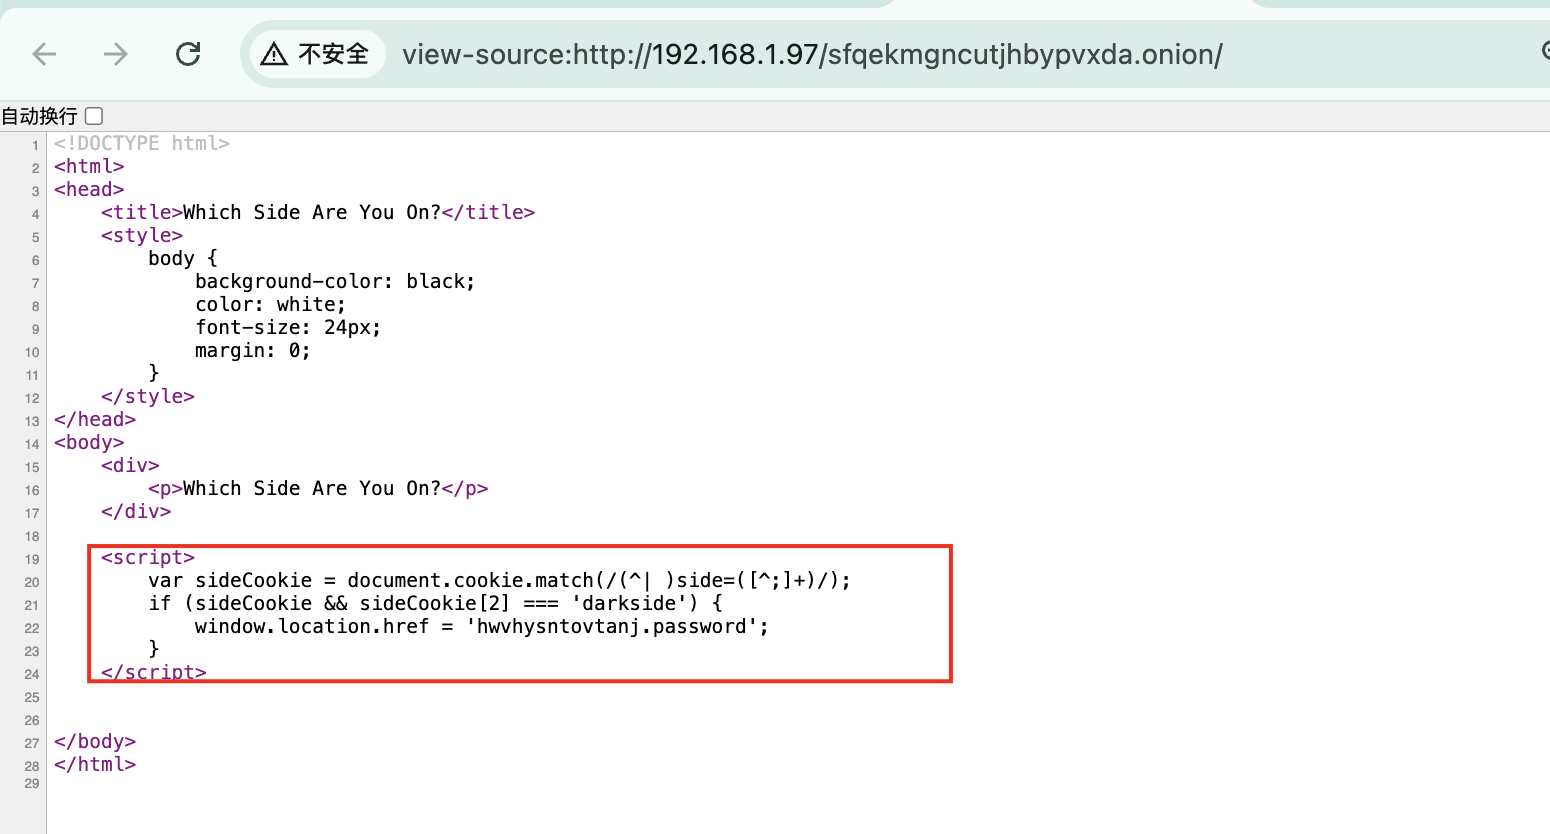 不安全 view-source:http://192.168.1.97/sfqekmgncutjhbypvxda.onion/
自动换行
1 <!DOCTYPE html>
2 <html>
3 <head>
4     <title>Which Side Are You On?</title>
5     <style>
6         body {
7             background-color: black;
8             color: white;
9             font-size: 24px;
10             margin: 0;
11         }
12     </style>
13 </head>
14 <body>
15     <div>
16         <p>Which Side Are You On?</p>
17     </div>
18
19     <script>
20         var sideCookie = document.cookie.match(/(^| )side=([^;]+)/);
21         if (sideCookie && sideCookie[2] === 'darkside') {
22             window.location.href = 'hwvhysntovtanj.password';
23         }
24     </script>
25
26
27 </body>
28 </html>
29